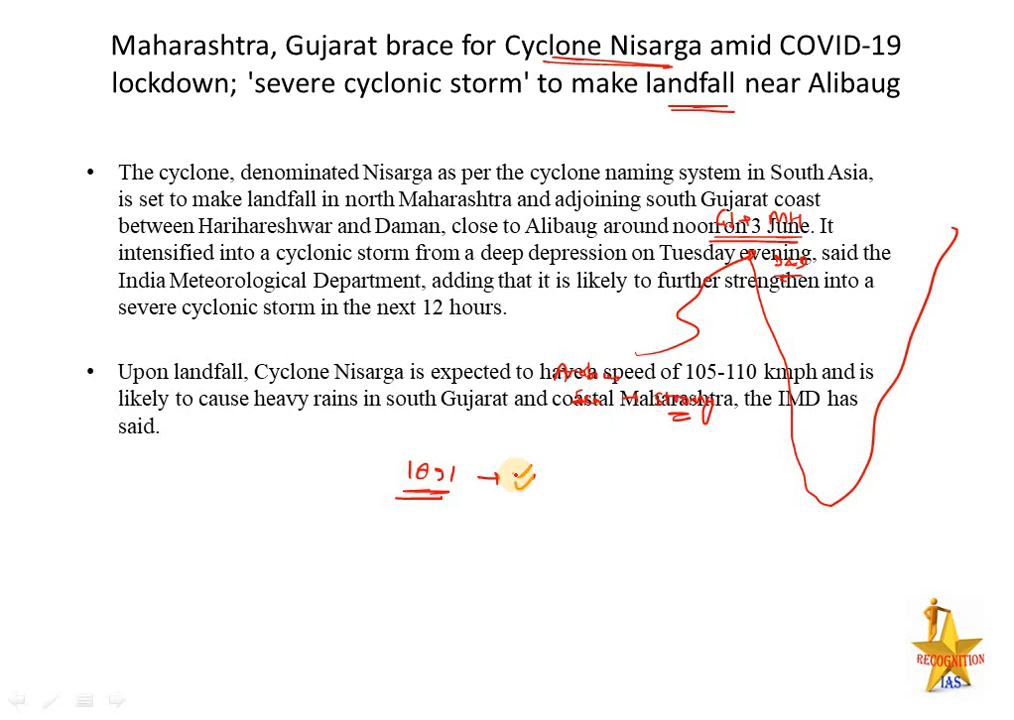 Maharashtra, Gujarat brace for Cyclone Nisarga amid COVID-19
lockdown; 'severe cyclonic storm' to make landfall near Alibaug
• The cyclone, denominated Nisarga as per the cyclone naming system in South Asia,
is set to make landfall in north Maharashtra and adjoining south Gujarat coast
between Harihareshwar and Daman, close to Alibaug around noon on 3 June. It
intensified into a cyclonic storm from a deep depression on Tuesday evening, said the
India Meteorological Department, adding that it is likely to further strengthen into a
severe cyclonic storm in the next 12 hours.
• Upon landfall, Cyclone Nisarga is expected to have a speed of 105-110 kmph and is
likely to cause heavy rains in south Gujarat and coastal Maharashtra, the IMD has
said.
RECOGNITION
IAS